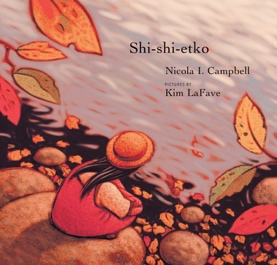 Shi-shi-etko
Nicola I. Campbell
PICTURES BY
Kim LaFave